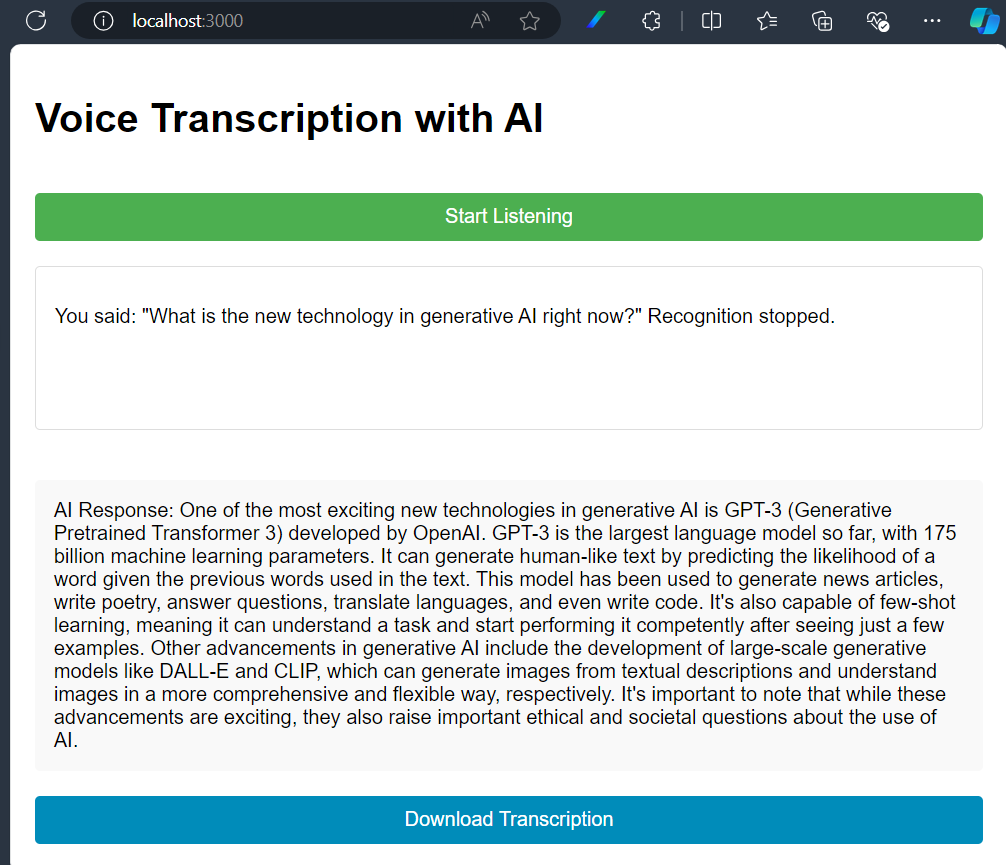 localhost:3000
Voice Transcription with AI
Start Listening
You said: "What is the new technology in generative AI right now?" Recognition stopped.
AI Response: One of the most exciting new technologies in generative AI is GPT-3 (Generative
Pretrained Transformer 3) developed by OpenAI. GPT-3 is the largest language model so far, with 175
billion machine learning parameters. It can generate human-like text by predicting the likelihood of a
word given the previous words used in the text. This model has been used to generate news articles,
write poetry, answer questions, translate languages, and even write code. It's also capable of few-shot
learning, meaning it can understand a task and start performing it competently after seeing just a few
examples. Other advancements in generative AI include the development of large-scale generative
models like DALL-E and CLIP, which can generate images from textual descriptions and understand
images in a more comprehensive and flexible way, respectively. It's important to note that while these
advancements are exciting, they also raise important ethical and societal questions about the use of
AI.
Download Transcription